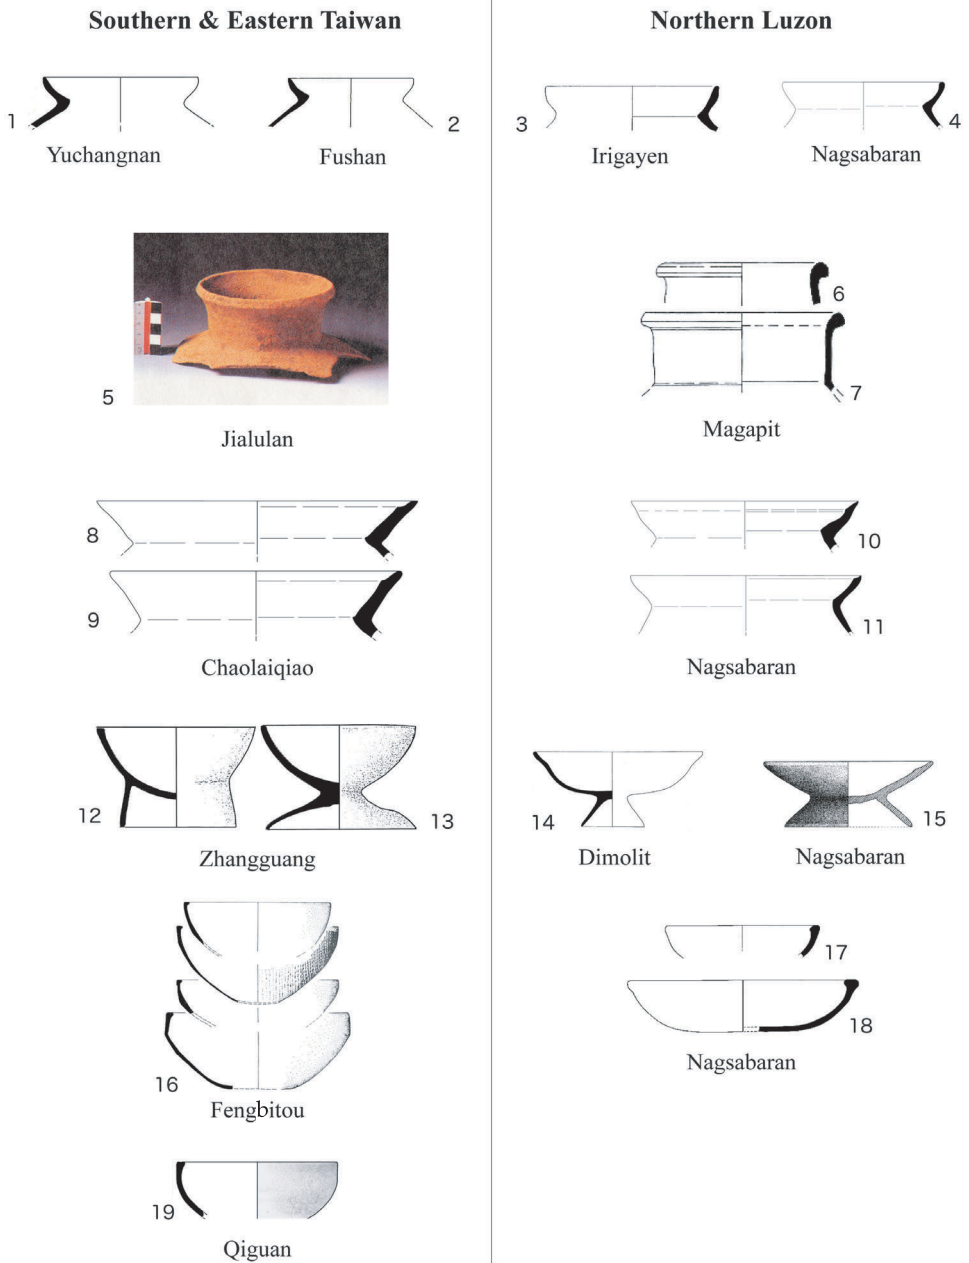 Southern & Eastern Taiwan
Northern Luzon
1
2
3
4
Yuchangnan
Fushan
Irigayen
Nagsabaran
5
6
7
Jialulan
Magapit
8
9
10
11
Chaolaiqiao
Nagsabaran
12
13
14
15
Zhangguang
Dimolit
Nagsabaran
16
17
18
Fengbitou
Nagsabaran
19
Qiguan